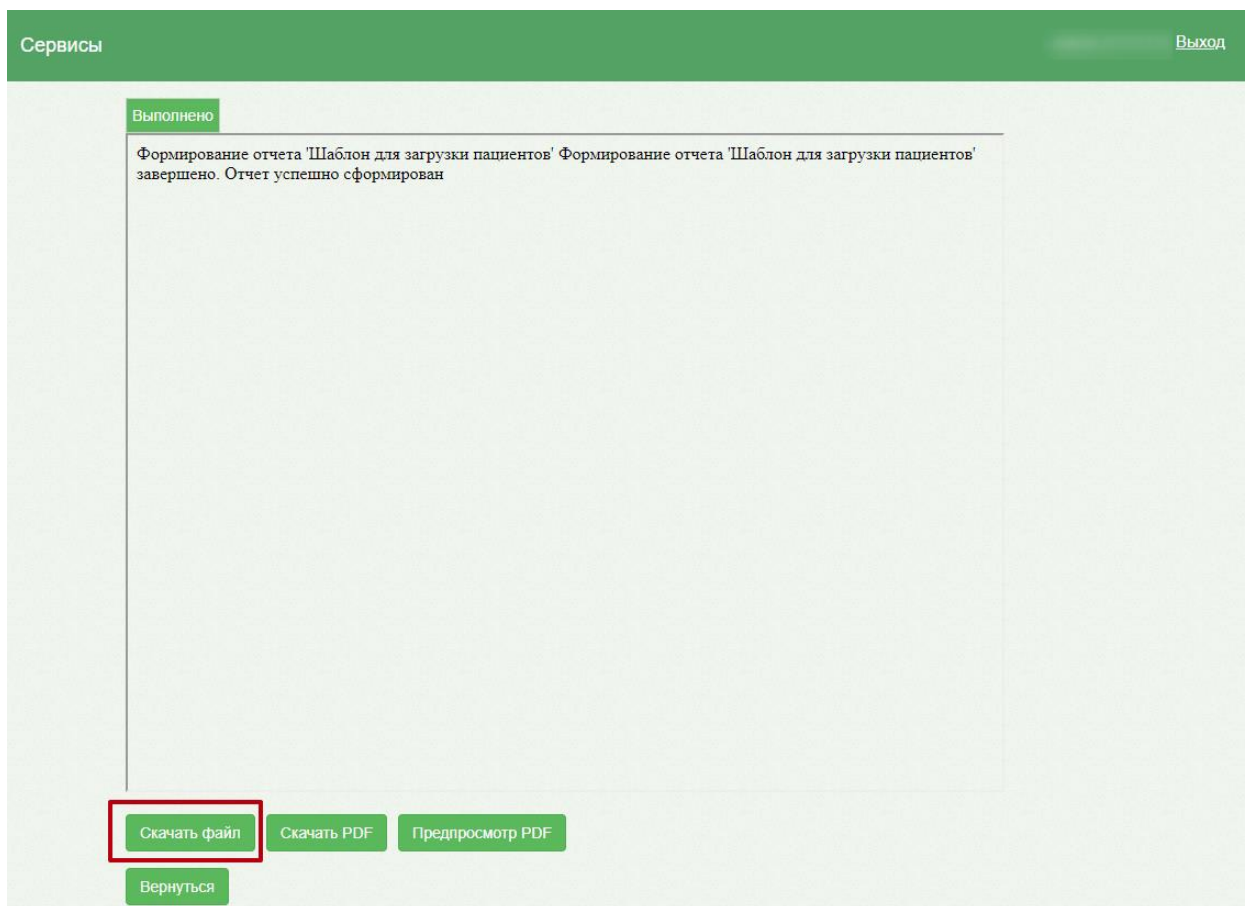 Сервисы
Выход
Выполнено
Формирование отчета 'Шаблон для загрузки пациентов' Формирование отчета 'Шаблон для загрузки пациентов'
завершено. Отчет успешно сформирован
Скачать файл
Скачать PDF
Предпросмотр PDF
Вернуться